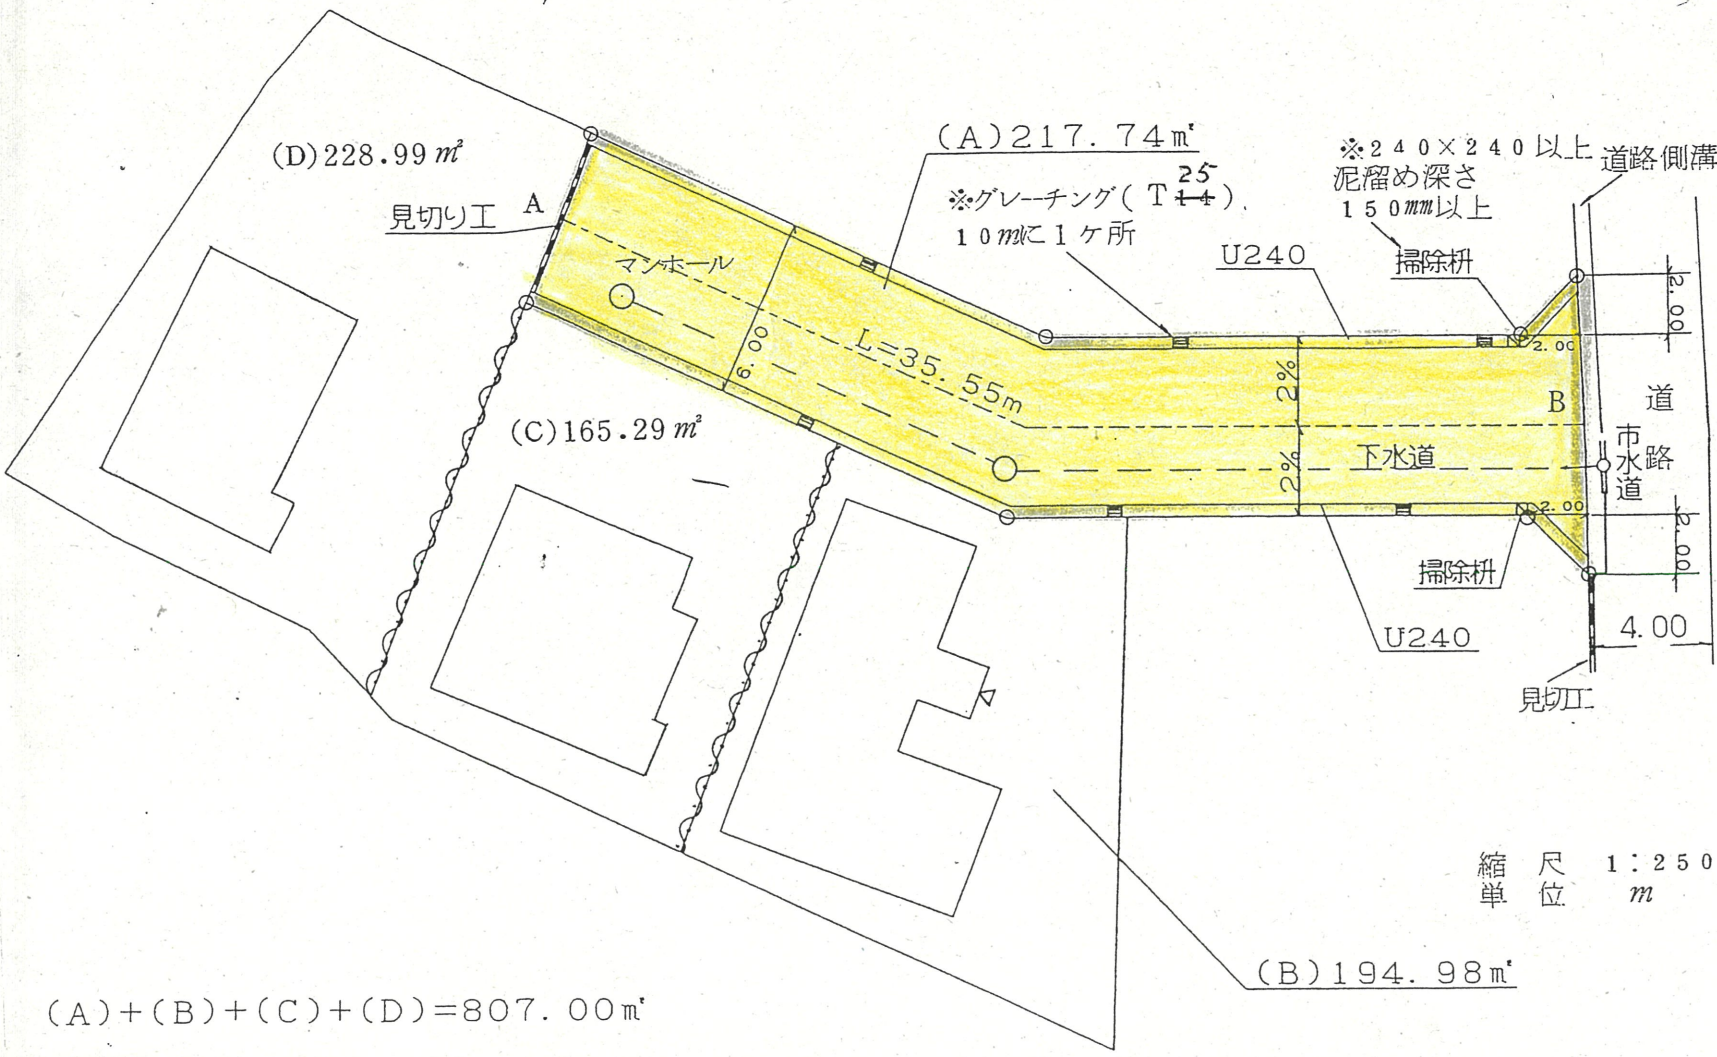 (D)228.99㎡
A
見切り工
マンホール
(A)217.74㎡
※グレーチング(T 25
14)
10mに1ヶ所
U240
※240×240以上
泥溜め深さ
150mm以上
掃除枡
道路側溝
2.00
2.00
6.00
L=35.55m
2%
2%
B
下水道
道路
市水道
(C)165.29㎡
2.00
2.00
掃除枡
U240
4.00
見切工
縮尺 1:250
単位 m
(B)194.98㎡
(A)+(B)+(C)+(D)=807.00㎡